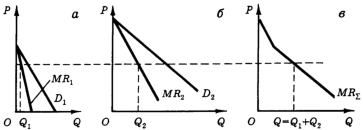 P a P б P в
MR₁ D₁ MR₂ D₂ MRΣ
O Q₁ Q O Q₂ Q O Q=Q₁+Q₂ Q